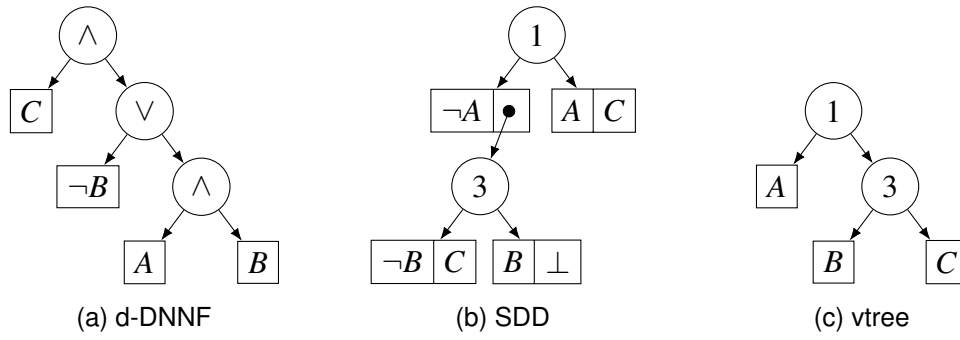 ∧ 1
C ∨ ¬A • A C 1
¬B ∧ 3 A 3
A B ¬B C B ⊥ B C
(a) d-DNNF (b) SDD (c) vtree